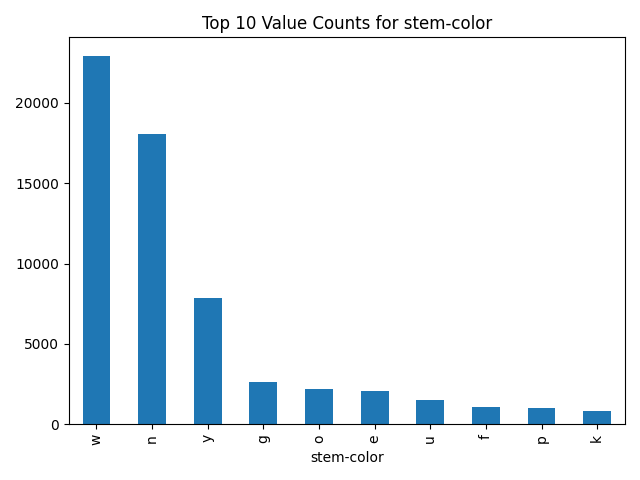 Top 10 Value Counts for stem-color
20000
15000
10000
5000
0
w n y g o e u f p k
stem-color